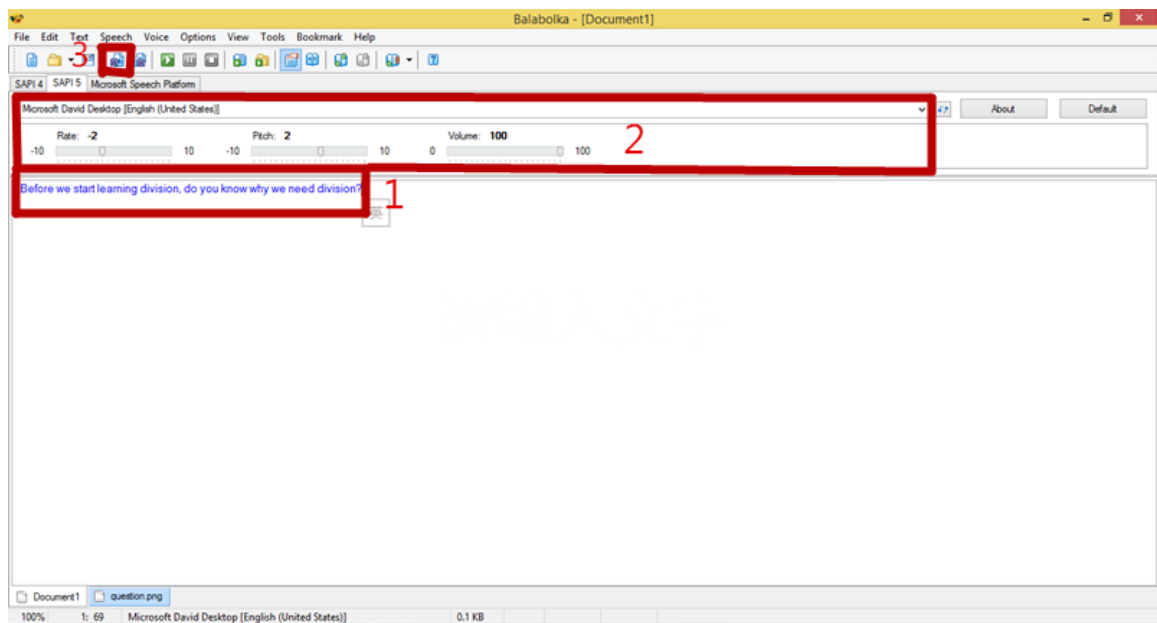 Balabolka - [Document1]
File Edit Text Speech Voice Options View Tools Bookmark Help
3
SAPI 4 SAPI 5 Microsoft Speech Platform
Microsoft David Desktop [English (United States)] About Default
Rate: -2 Pitch: 2 Volume: 100
-10 10 -10 10 0 100 2
Before we start learning division, do you know why we need division? 1
英
Document1 question.png
100% 1: 69 Microsoft David Desktop [English (United States)] 0.1 KB